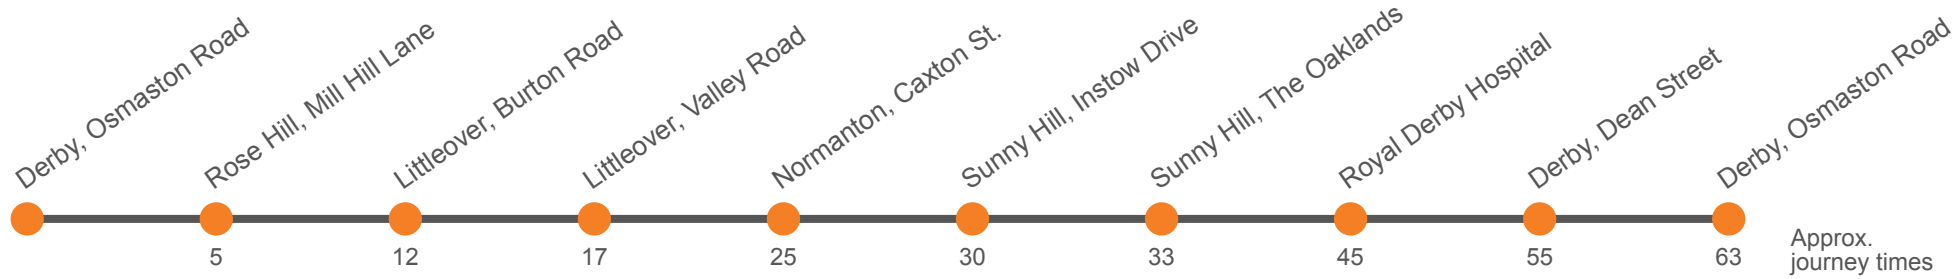 Derby, Osmaston Road
Rose Hill, Mill Hill Lane
Littleover, Burton Road
Littleover, Valley Road
Normanton, Caxton St.
Sunny Hill, Instow Drive
Sunny Hill, The Oaklands
Royal Derby Hospital
Derby, Dean Street
Derby, Osmaston Road
5
12
17
25
30
33
45
55
63
Approx.
journey times